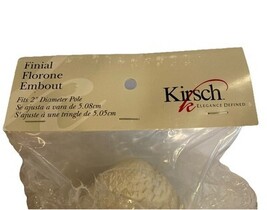 Finial
Florone
Embout
Fits 2" Diameter Pole
Se ajusta a vara de 5.08cm
S'ajuste à une tringle de 5.05cm
Kirsch
ELEGANCE DEFINED